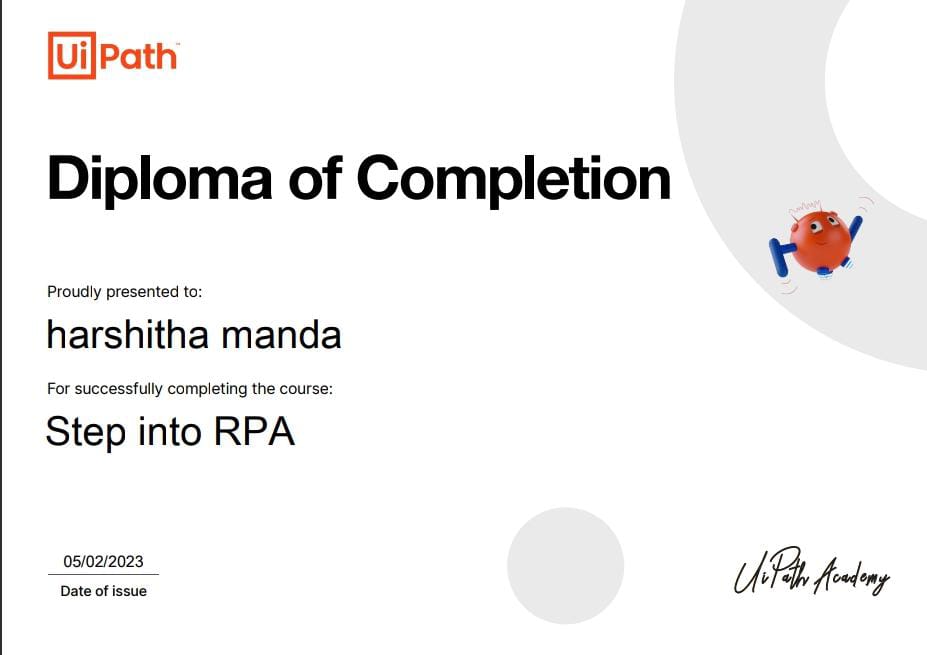 UiPath™
Diploma of Completion
Proudly presented to:
harshitha manda
For successfully completing the course:
Step into RPA
05/02/2023
Date of issue
UiPath Academy